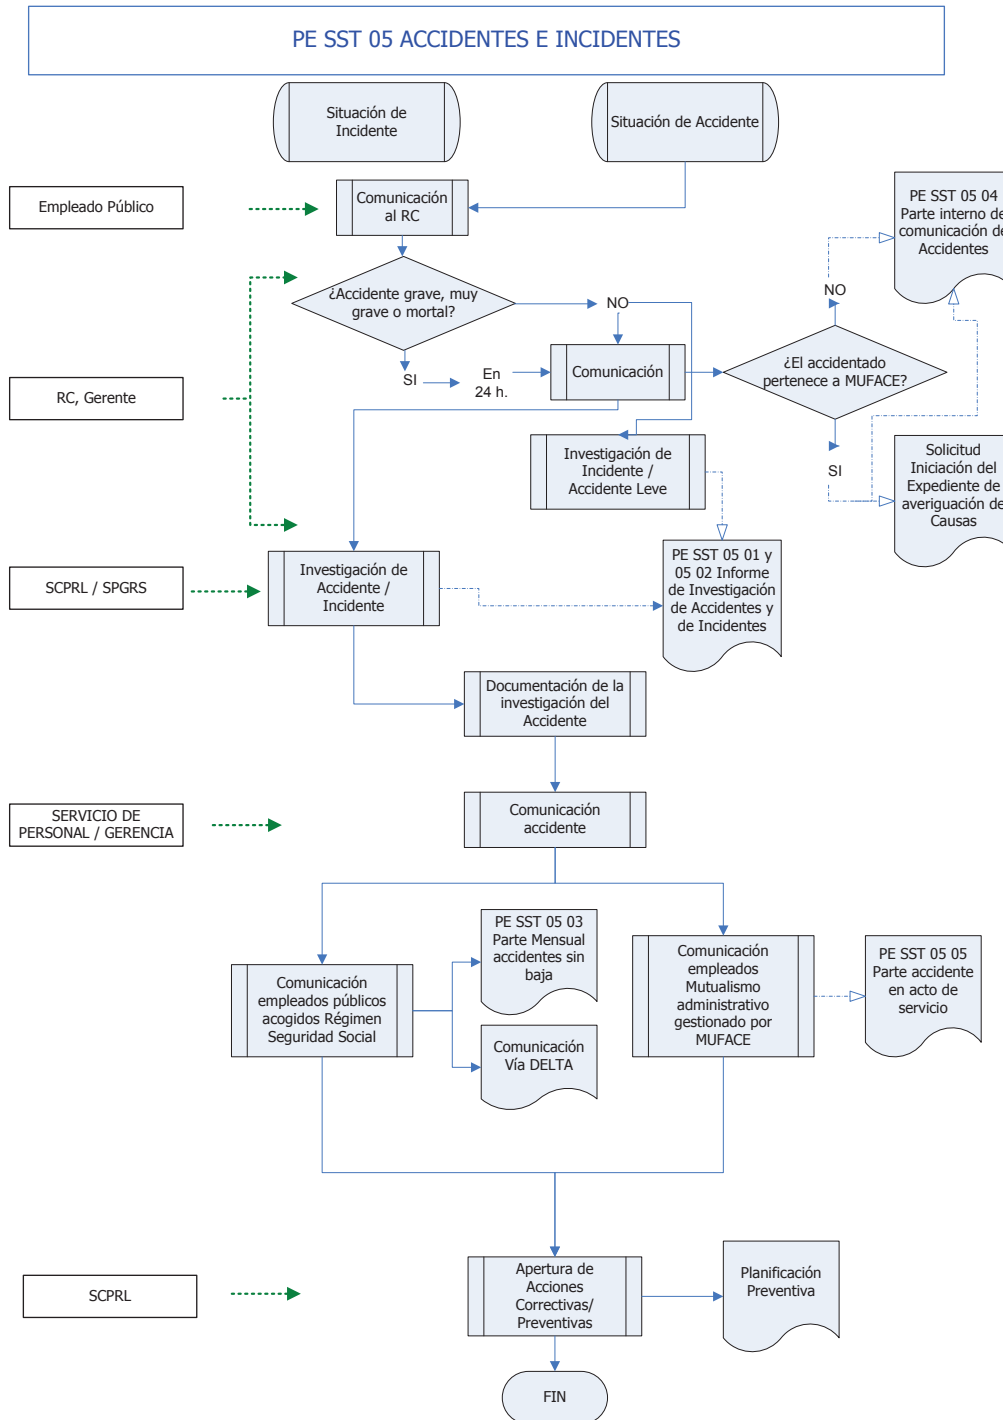 PE SST 05 ACCIDENTES E INCIDENTES
Situación de
Incidente
Situación de Accidente
Empleado Público
Comunicación
al RC
PE SST 05 04
Parte interno de
comunicación de
Accidentes
¿Accidente grave, muy
grave o mortal?
NO
NO
RC, Gerente
SI
En
24 h.
Comunicación
¿El accidentado
pertenece a MUFACE?
SI
Investigación de
Incidente /
Accidente Leve
Solicitud
Iniciación del
Expediente de
averiguación de
Causas
SCPRL / SPGRS
Investigación de
Accidente /
Incidente
PE SST 05 01 y
05 02 Informe
de Investigación
de Accidentes y
de Incidentes
Documentación de la
investigación del
Accidente
SERVICIO DE
PERSONAL / GERENCIA
Comunicación
accidente
Comunicación
empleados públicos
acogidos Régimen
Seguridad Social
PE SST 05 03
Parte Mensual
accidentes sin
baja
Comunicación
Vía DELTA
Comunicación
empleados
Mutualismo
administrativo
gestionado por
MUFACE
PE SST 05 05
Parte accidente
en acto de
servicio
SCPRL
Apertura de
Acciones
Correctivas/
Preventivas
Planificación
Preventiva
FIN